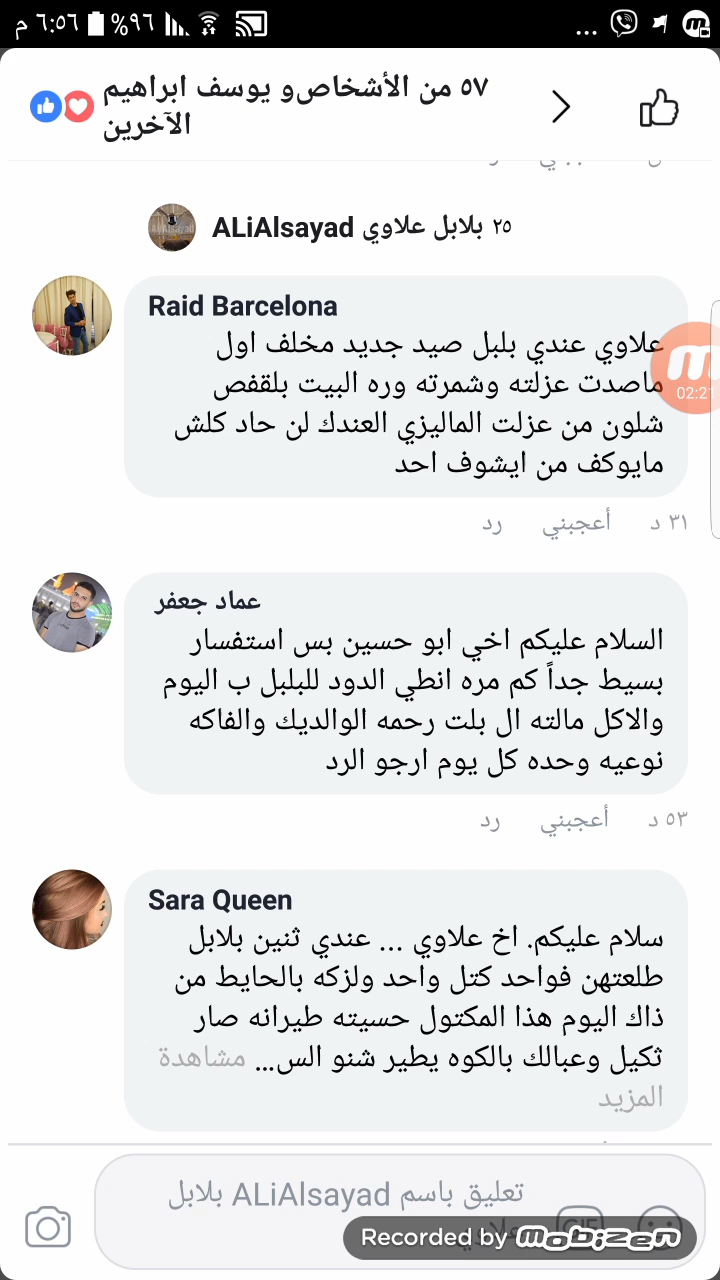 ٦:٥٦ م
%٩٦
...
٥٧ من الأشخاص‌و يوسف ابراهيم
الآخرين
٢٥ بلابل علاوي ALiAlsayad
Raid Barcelona
علاوي عندي بلبل صيد جديد مخلف اول
ماصدت عزلته وشمرته وره البيت بلقفص
شلون من عزلت الماليزي العندك لن حاد كلش
مايوكف من ايشوف احد
02:21
٣١ د أعجبني رد
عماد جعفر
السلام عليكم اخي ابو حسين بس استفسار
بسيط جداً كم مره انطي الدود للبلبل ب اليوم
والاكل مالته ال بلت رحمه الوالديك والفاكه
نوعيه وحده كل يوم ارجو الرد
٥٣ د أعجبني رد
Sara Queen
سلام عليكم. اخ علاوي ... عندي ثنين بلابل
طلعتهن فواحد كتل واحد ولزكه بالحايط من
ذاك اليوم هذا المكتول حسيته طيرانه صار
ثكيل وعبالك بالكوه يطير شنو الس... مشاهدة
المزيد
تعليق باسم ALiAlsayad بلابل
علاوي
GIF
Recorded by mobizen